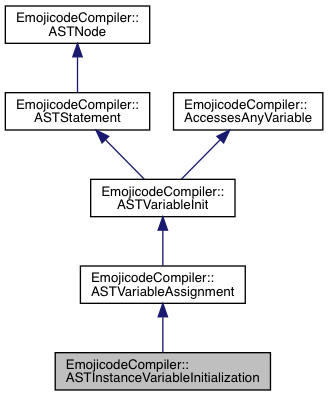 EmojicodeCompiler::
ASTNode
EmojicodeCompiler::
ASTStatement
EmojicodeCompiler::
AccessesAnyVariable
EmojicodeCompiler::
ASTVariableInit
EmojicodeCompiler::
ASTVariableAssignment
EmojicodeCompiler::
ASTInstanceVariableInitialization